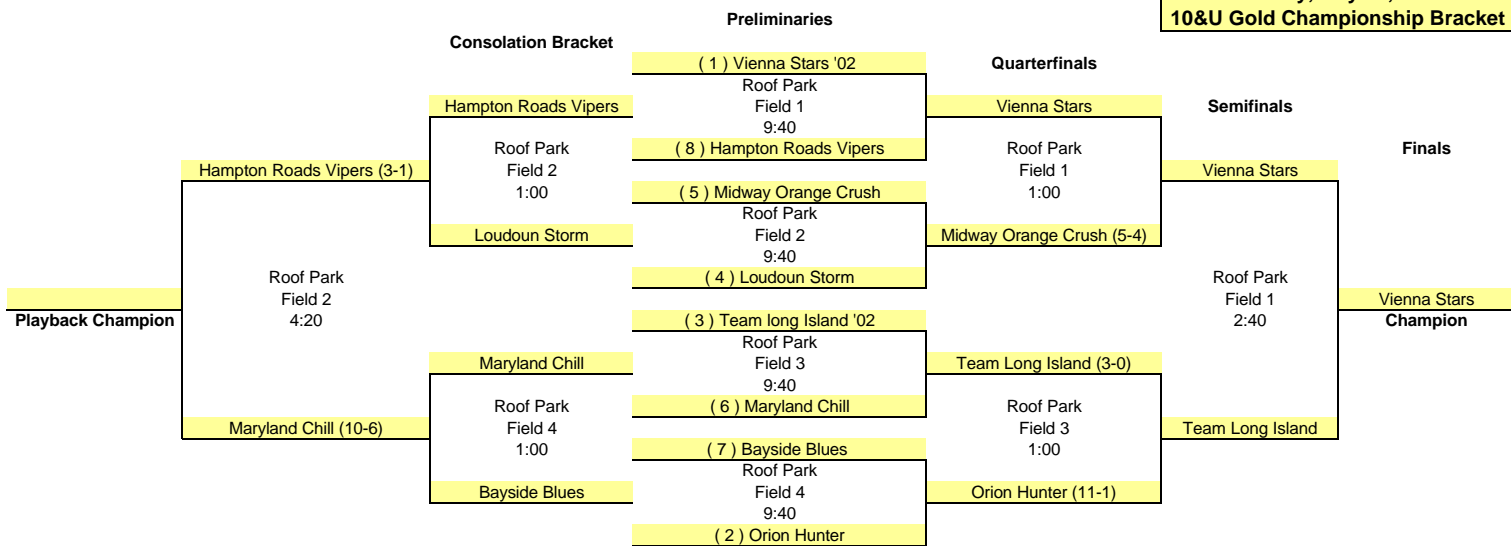 10&U Gold Championship Bracket
Preliminaries
Consolation Bracket
Quarterfinals
Semifinals
Finals
( 1 ) Vienna Stars '02
Roof Park
Field 1
9:40
( 8 ) Hampton Roads Vipers
( 5 ) Midway Orange Crush
Roof Park
Field 2
9:40
( 4 ) Loudoun Storm
( 3 ) Team long Island '02
Roof Park
Field 3
9:40
( 6 ) Maryland Chill
( 7 ) Bayside Blues
Roof Park
Field 4
9:40
( 2 ) Orion Hunter
Hampton Roads Vipers
Roof Park
Field 2
1:00
Loudoun Storm
Maryland Chill
Roof Park
Field 4
1:00
Bayside Blues
Hampton Roads Vipers (3-1)
Roof Park
Field 2
4:20
Maryland Chill (10-6)
Playback Champion
Vienna Stars
Roof Park
Field 1
1:00
Midway Orange Crush (5-4)
Team Long Island (3-0)
Roof Park
Field 3
1:00
Orion Hunter (11-1)
Vienna Stars
Roof Park
Field 1
2:40
Team Long Island
Vienna Stars
Champion